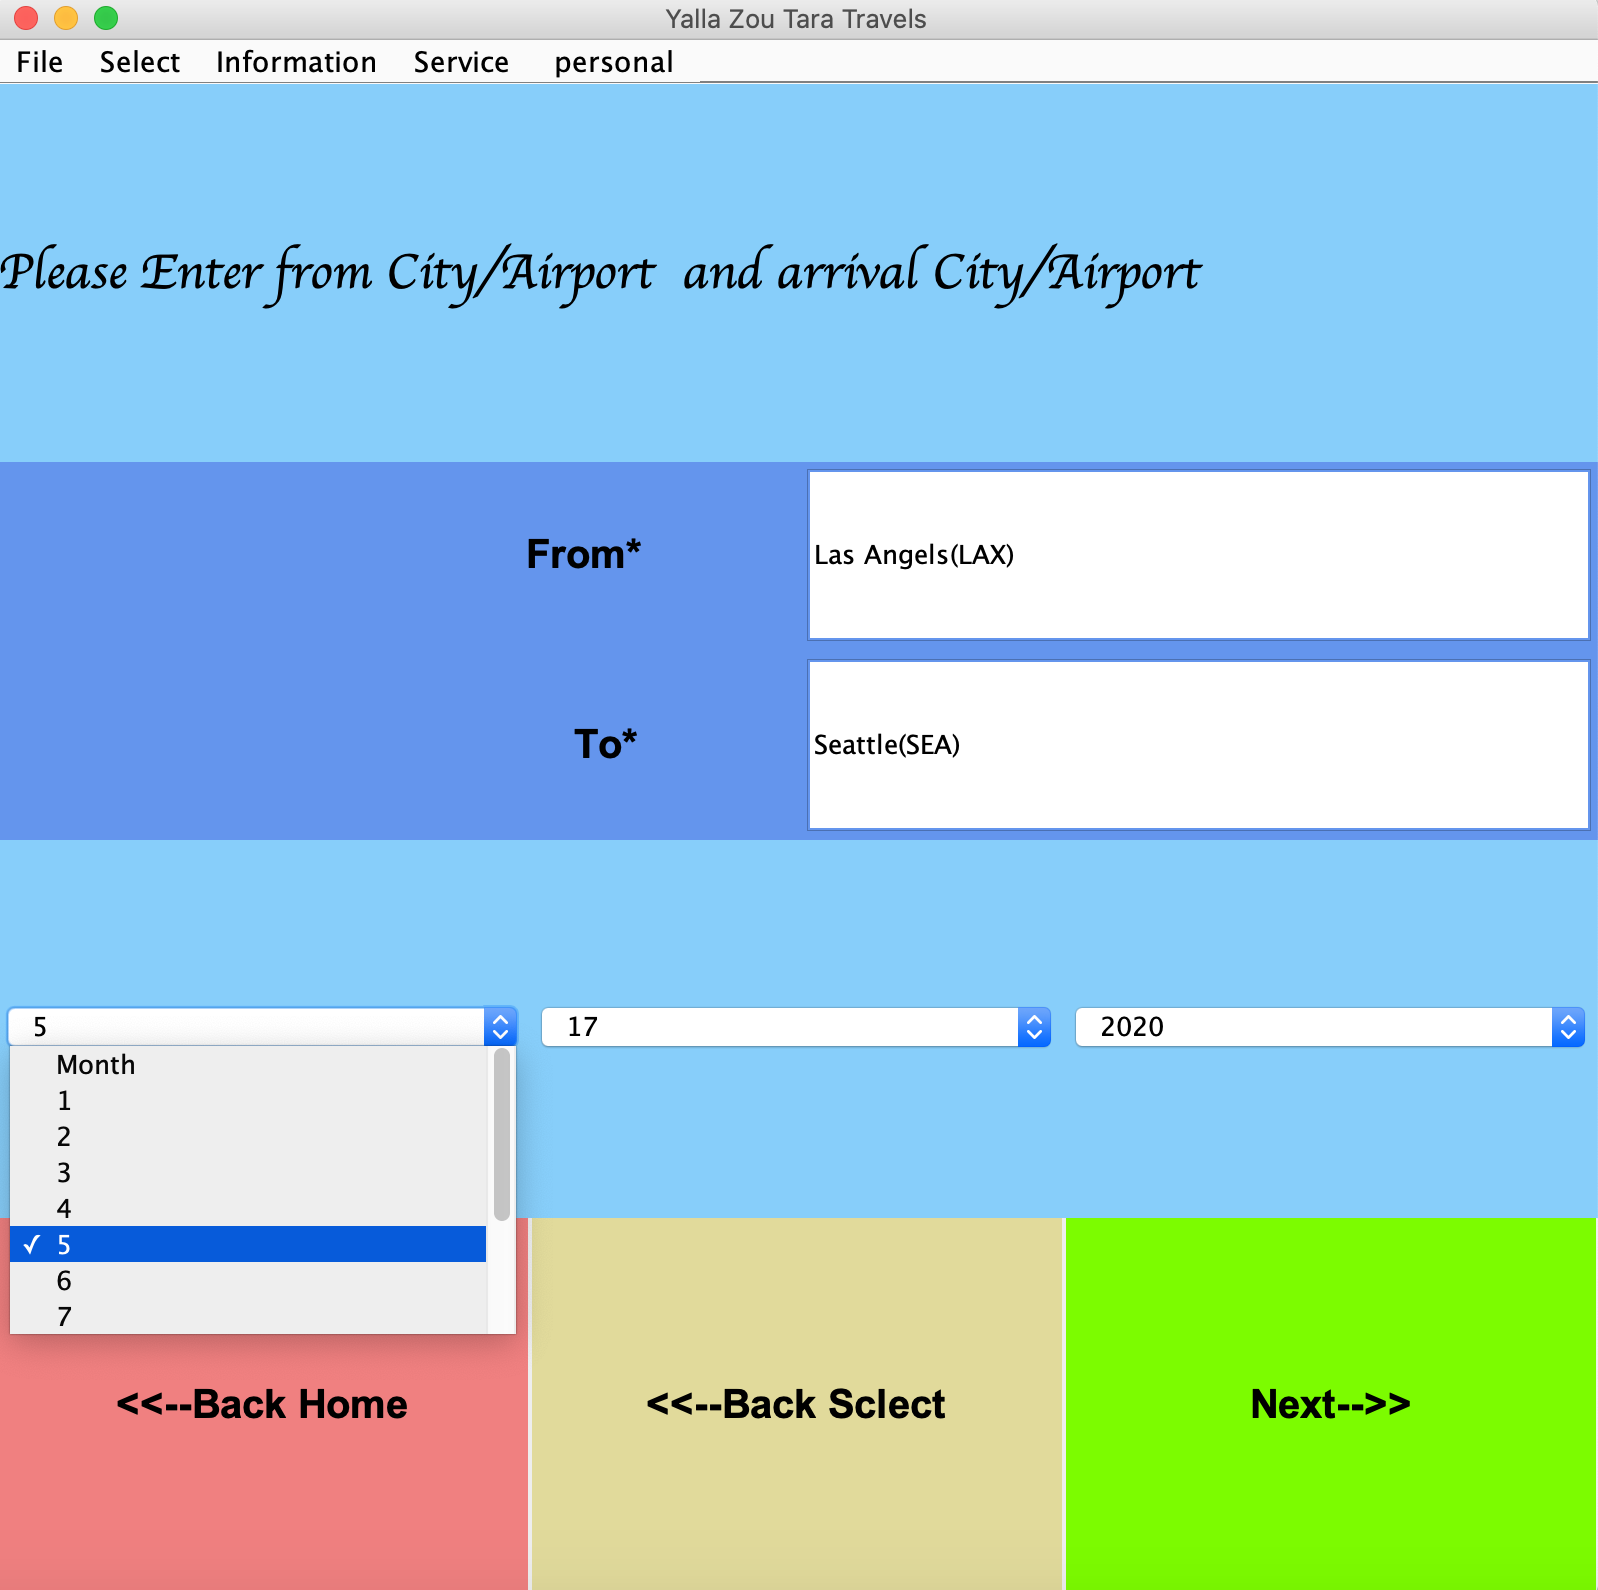 Yalla Zou Tara Travels
File Select Information Service personal
Please Enter from City/Airport and arrival City/Airport
From* Las Angels(LAX)
To* Seattle(SEA)
5 17 2020
Month
1
2
3
4
✓ 5
6
7
<<--Back Home <<--Back Sclect Next-->>